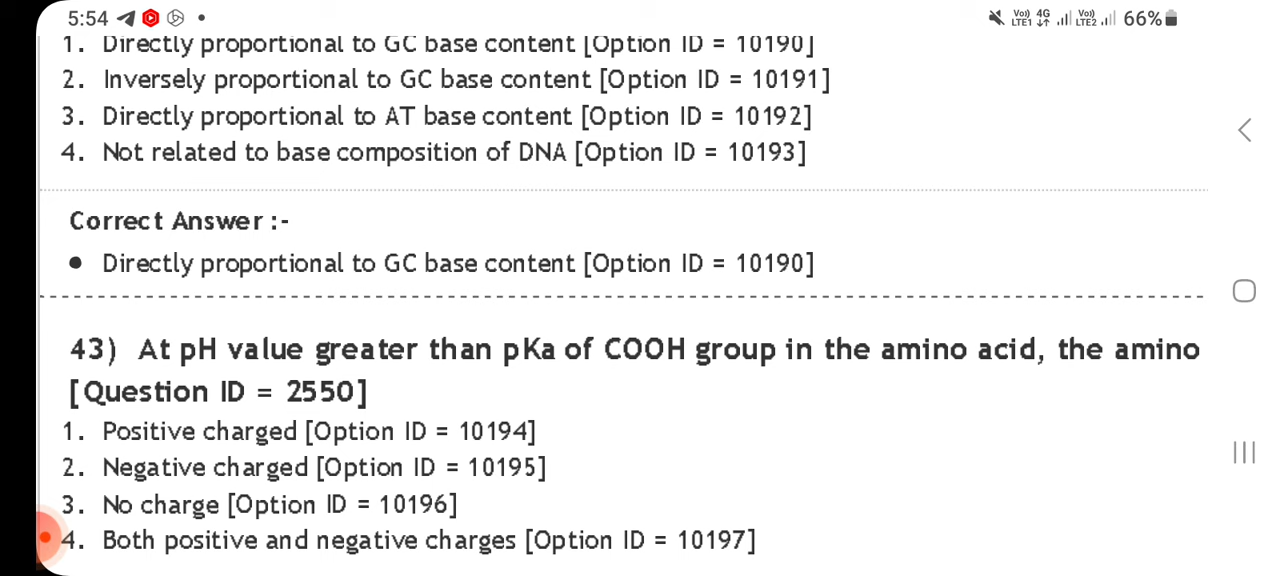 5:54
Vo)) 4G Vo)) 66%
LTE1 LTE2
1. Directly proportional to GC base content [Option ID = 10190]
2. Inversely proportional to GC base content [Option ID = 10191]
3. Directly proportional to AT base content [Option ID = 10192]
4. Not related to base composition of DNA [Option ID = 10193]
Correct Answer :-
• Directly proportional to GC base content [Option ID = 10190]
43) At pH value greater than pKa of COOH group in the amino acid, the amino
[Question ID = 2550]
1. Positive charged [Option ID = 10194]
2. Negative charged [Option ID = 10195]
3. No charge [Option ID = 10196]
4. Both positive and negative charges [Option ID = 10197]